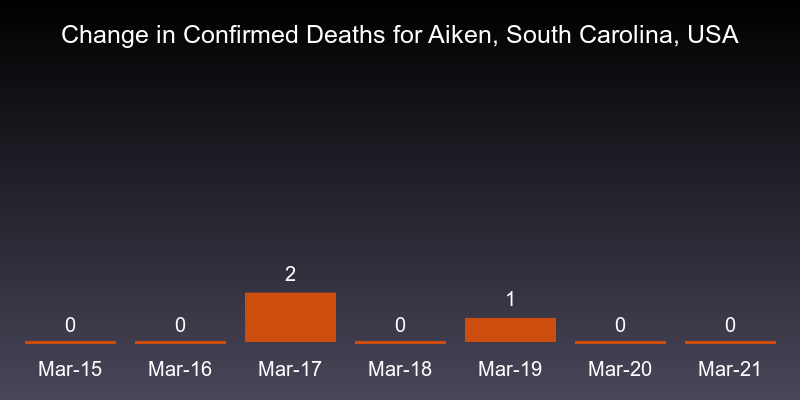 Change in Confirmed Deaths for Aiken, South Carolina, USA
0 0 2 0 1 0 0
Mar-15 Mar-16 Mar-17 Mar-18 Mar-19 Mar-20 Mar-21